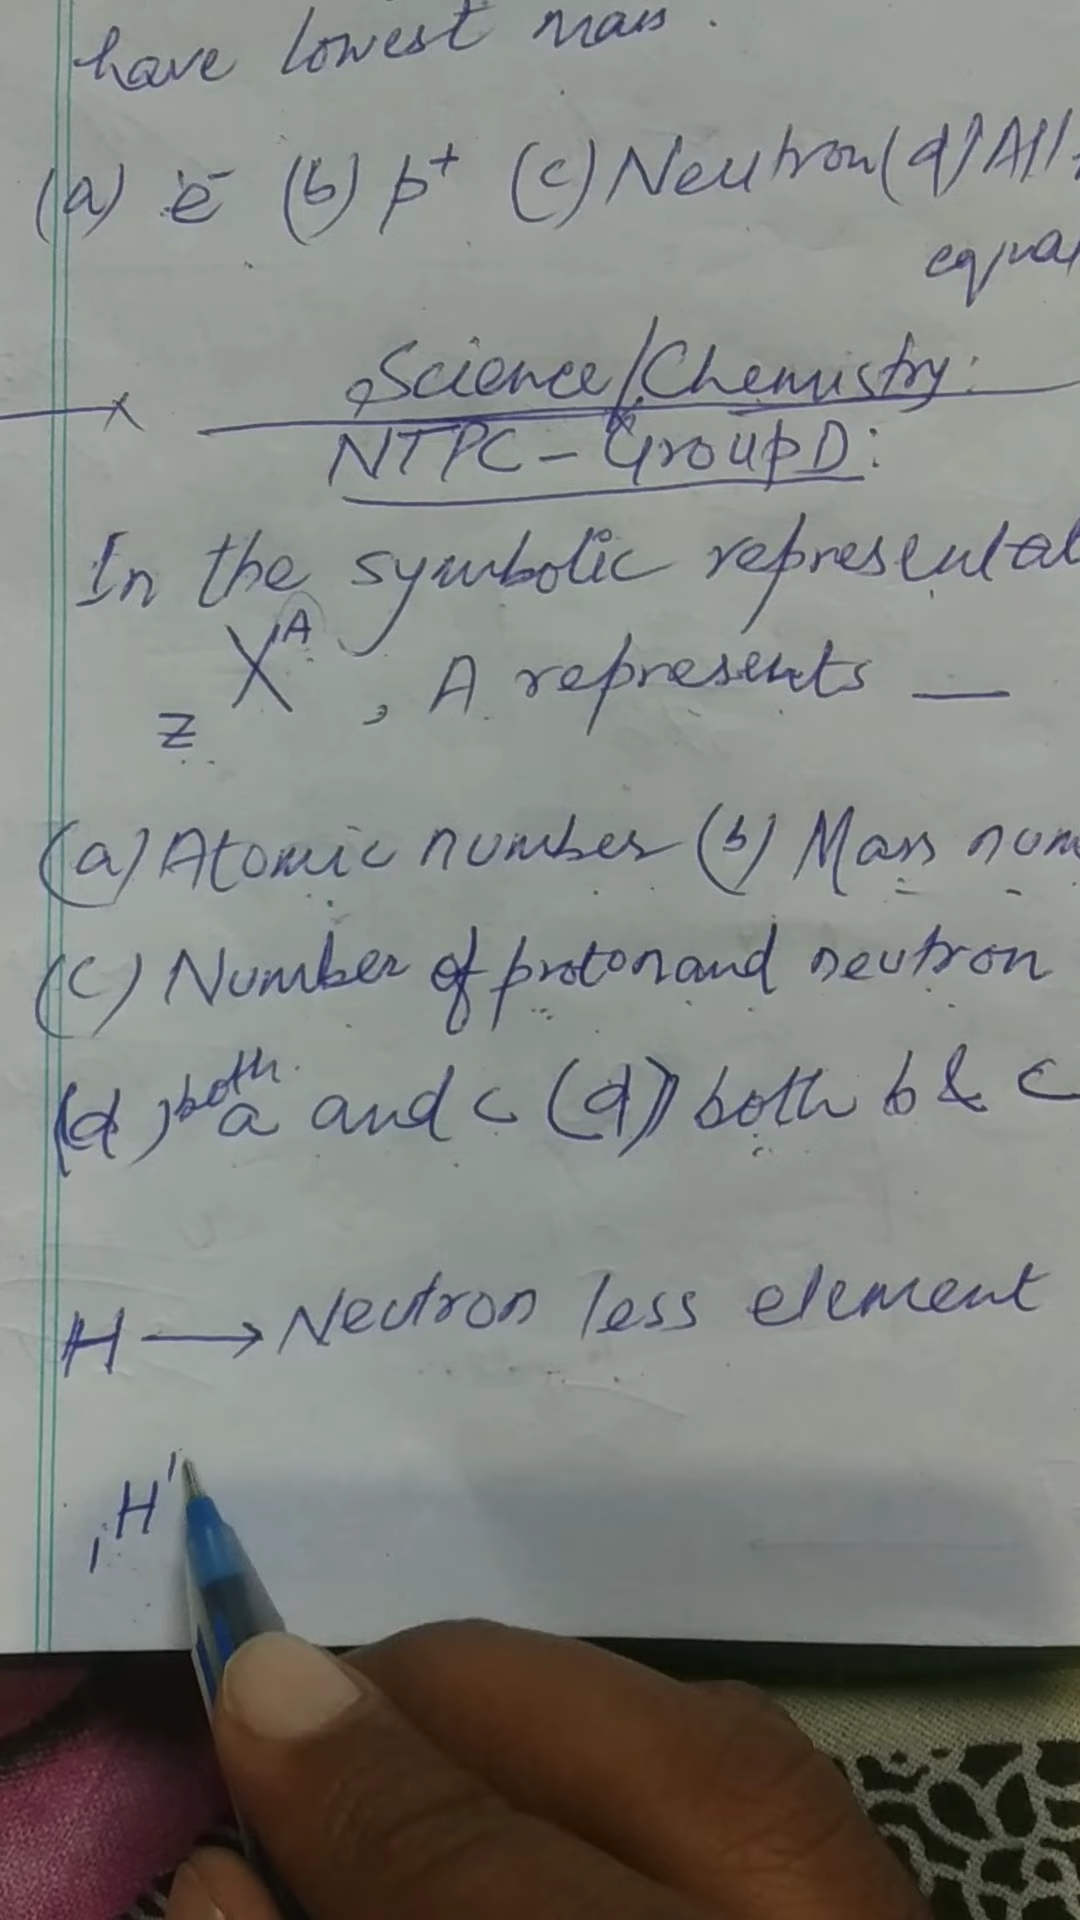 have lowest mass.
(a) e⁻ (b) p⁺ (c) Neutron (d) All
equal
Science/Chemistry:
NTPC - Group D:
In the symbolic representat
zXᴬ, A represents —
(a) Atomic number (b) Mass num
(c) Number of proton and neutron
(d) both a and c (d) both b & c
H → Neutron less element
₁H¹